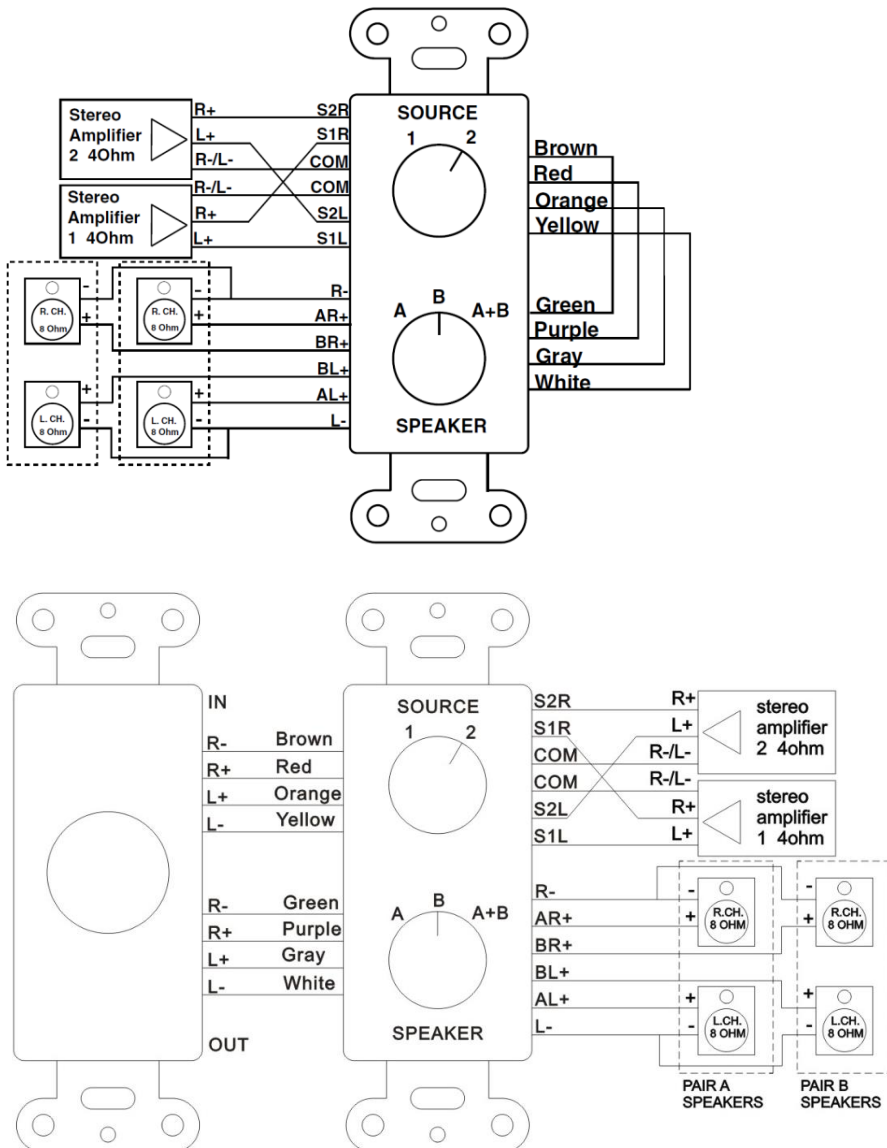 Stereo
Amplifier
2 4Ohm
R+
L+
R-/L-
Stereo
Amplifier
1 4Ohm
R-/L-
R+
L+
S2R
S1R
COM
COM
S2L
S1L
SOURCE
1 2
Brown
Red
Orange
Yellow
R. CH.
8 Ohm
-
+
R. CH.
8 Ohm
-
+
L. CH.
8 Ohm
+
-
L. CH.
8 Ohm
+
-
R-
AR+
BR+
BL+
AL+
L-
A B A+B
SPEAKER
Green
Purple
Gray
White
IN
R- Brown
R+ Red
L+ Orange
L- Yellow
R- Green
R+ Purple
L+ Gray
L- White
OUT
SOURCE
1 2
A B A+B
SPEAKER
S2R
S1R
COM
COM
S2L
S1L
R+
L+
R-/L-
R-/L-
R+
L+
stereo
amplifier
2 4ohm
stereo
amplifier
1 4ohm
R-
AR+
BR+
BL+
AL+
L-
-
+
R.CH.
8 OHM
-
+
R.CH.
8 OHM
+
-
L.CH.
8 OHM
+
-
L.CH.
8 OHM
PAIR A
SPEAKERS
PAIR B
SPEAKERS